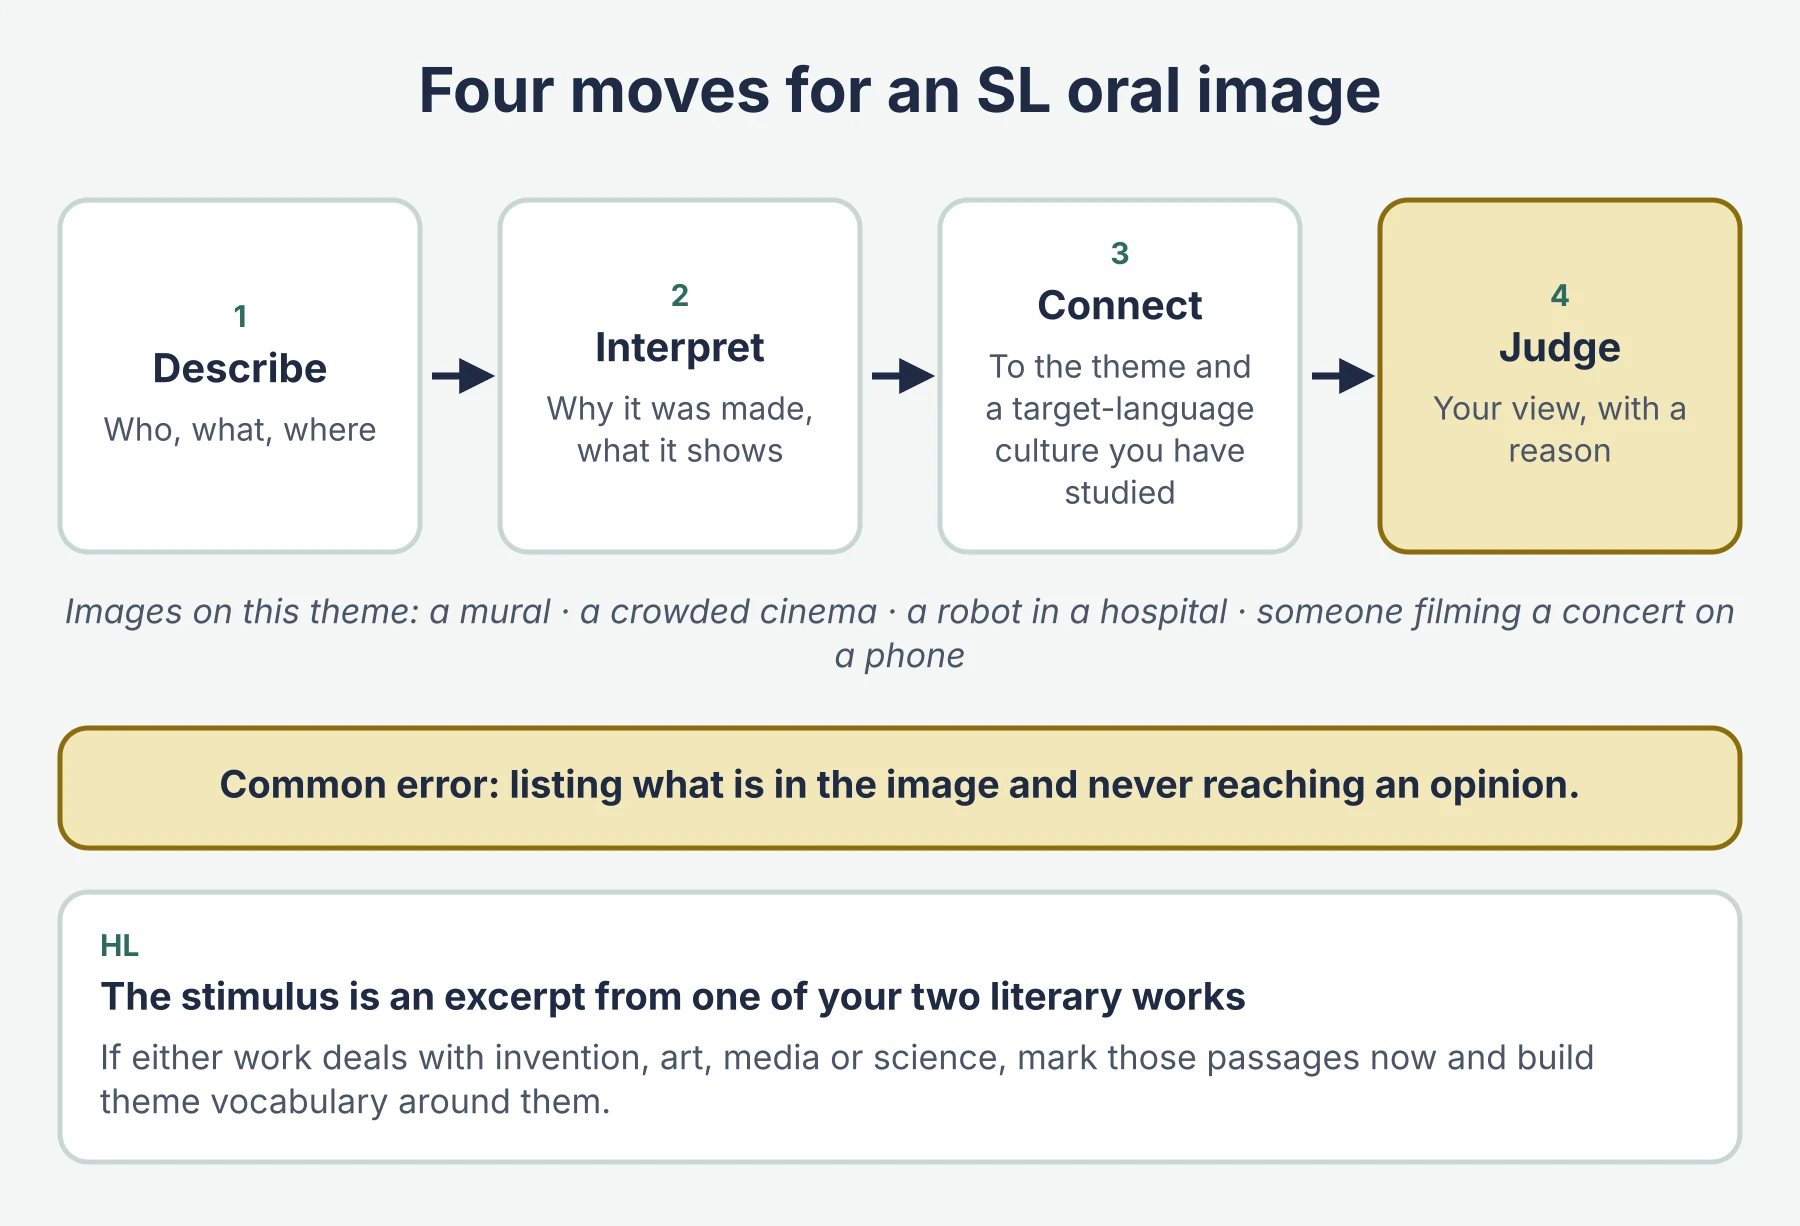 Four moves for an SL oral image
1
Describe
Who, what, where
2
Interpret
Why it was made,
what it shows
3
Connect
To the theme and
a target-language
culture you have
studied
4
Judge
Your view, with a
reason
Images on this theme: a mural · a crowded cinema · a robot in a hospital · someone filming a concert on
a phone
Common error: listing what is in the image and never reaching an opinion.
HL
The stimulus is an excerpt from one of your two literary works
If either work deals with invention, art, media or science, mark those passages now and build
theme vocabulary around them.